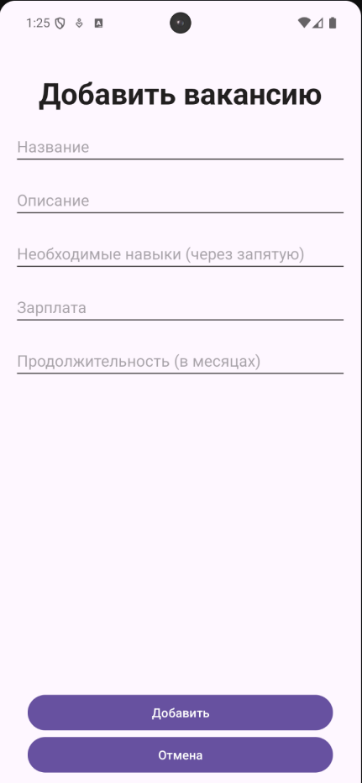 1:25
Добавить вакансию
Название
Описание
Необходимые навыки (через запятую)
Зарплата
Продолжительность (в месяцах)
Добавить
Отмена